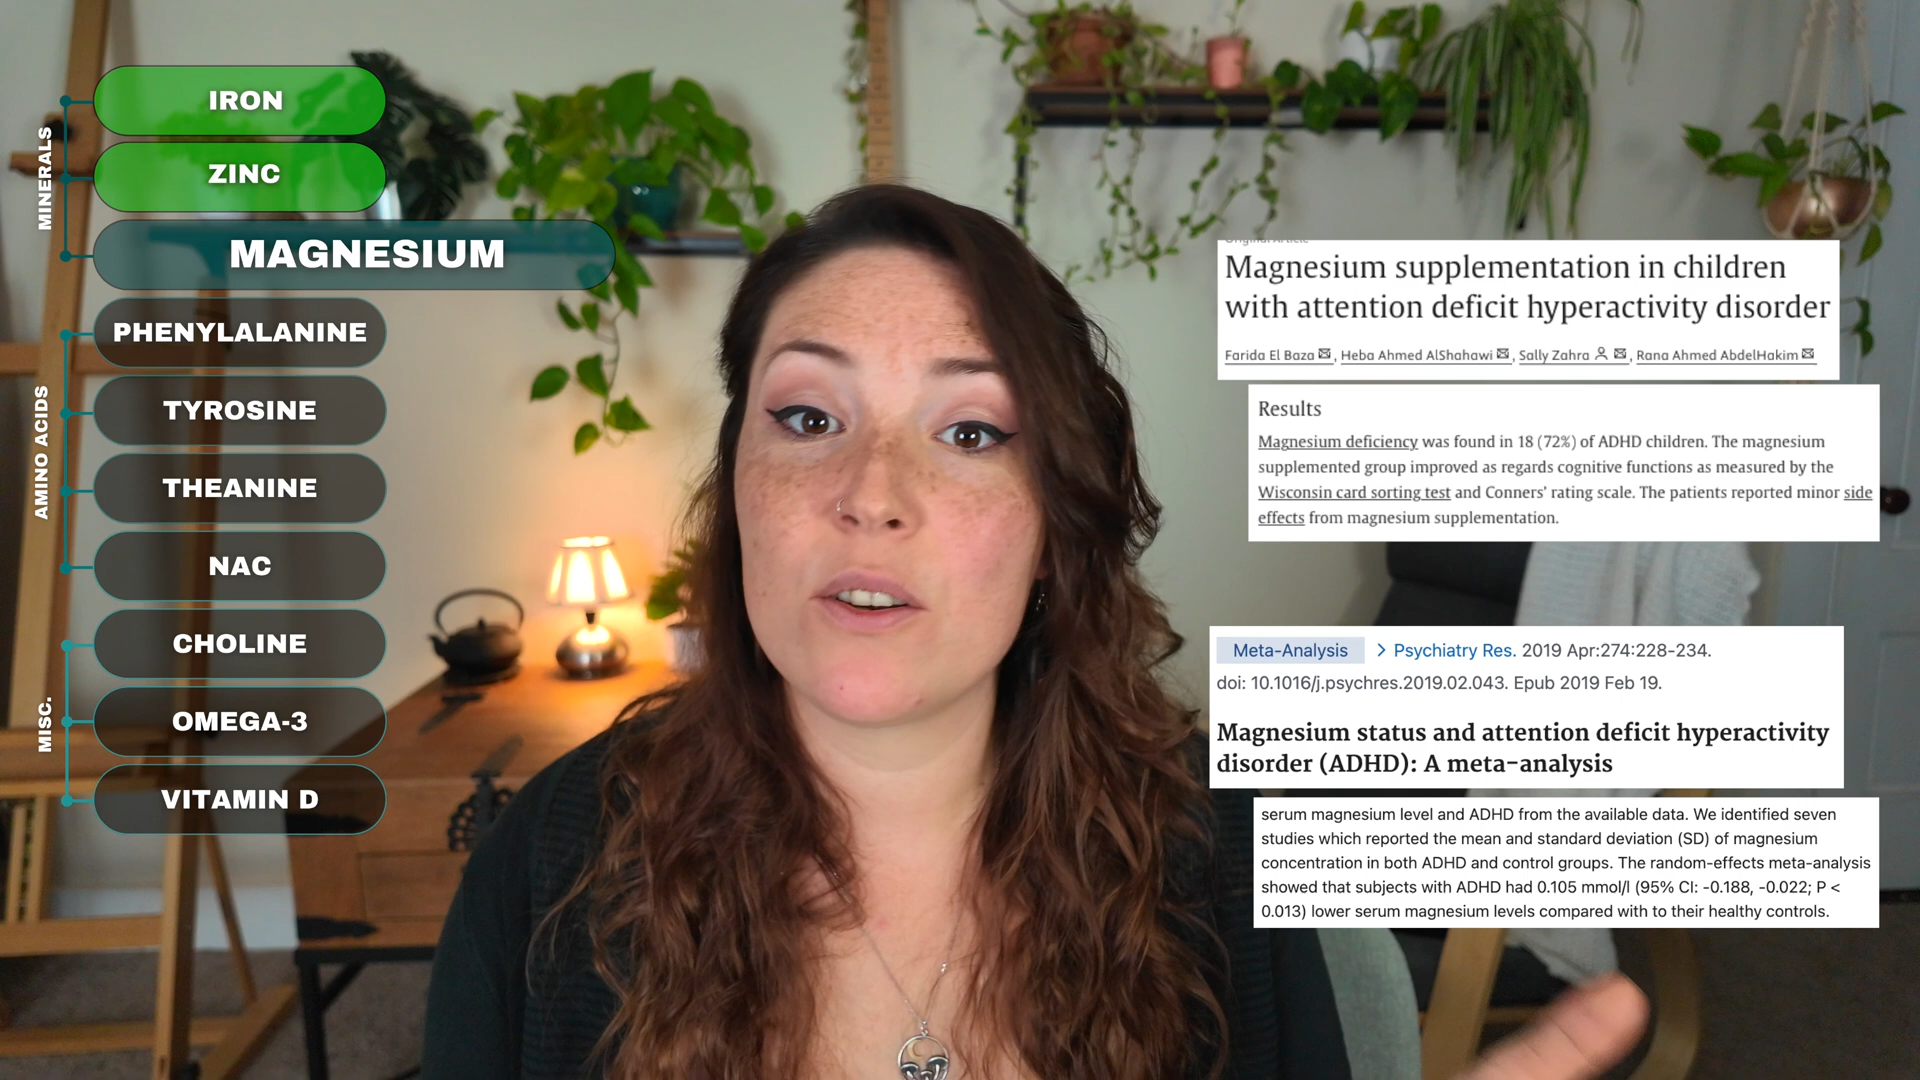 MINERALS
IRON
ZINC
MAGNESIUM
AMINO ACIDS
PHENYLALANINE
TYROSINE
THEANINE
NAC
MISC.
CHOLINE
OMEGA-3
VITAMIN D
Original Article
Magnesium supplementation in children
with attention deficit hyperactivity disorder
Farida El Baza, Heba Ahmed AlShahawi, Sally Zahra, Rana Ahmed AbdelHakim
Results
Magnesium deficiency was found in 18 (72%) of ADHD children. The magnesium
supplemented group improved as regards cognitive functions as measured by the
Wisconsin card sorting test and Conners' rating scale. The patients reported minor side
effects from magnesium supplementation.
Meta-Analysis > Psychiatry Res. 2019 Apr:274:228-234.
doi: 10.1016/j.psychres.2019.02.043. Epub 2019 Feb 19.
Magnesium status and attention deficit hyperactivity
disorder (ADHD): A meta-analysis
serum magnesium level and ADHD from the available data. We identified seven
studies which reported the mean and standard deviation (SD) of magnesium
concentration in both ADHD and control groups. The random-effects meta-analysis
showed that subjects with ADHD had 0.105 mmol/l (95% CI: -0.188, -0.022; P <
0.013) lower serum magnesium levels compared with to their healthy controls.